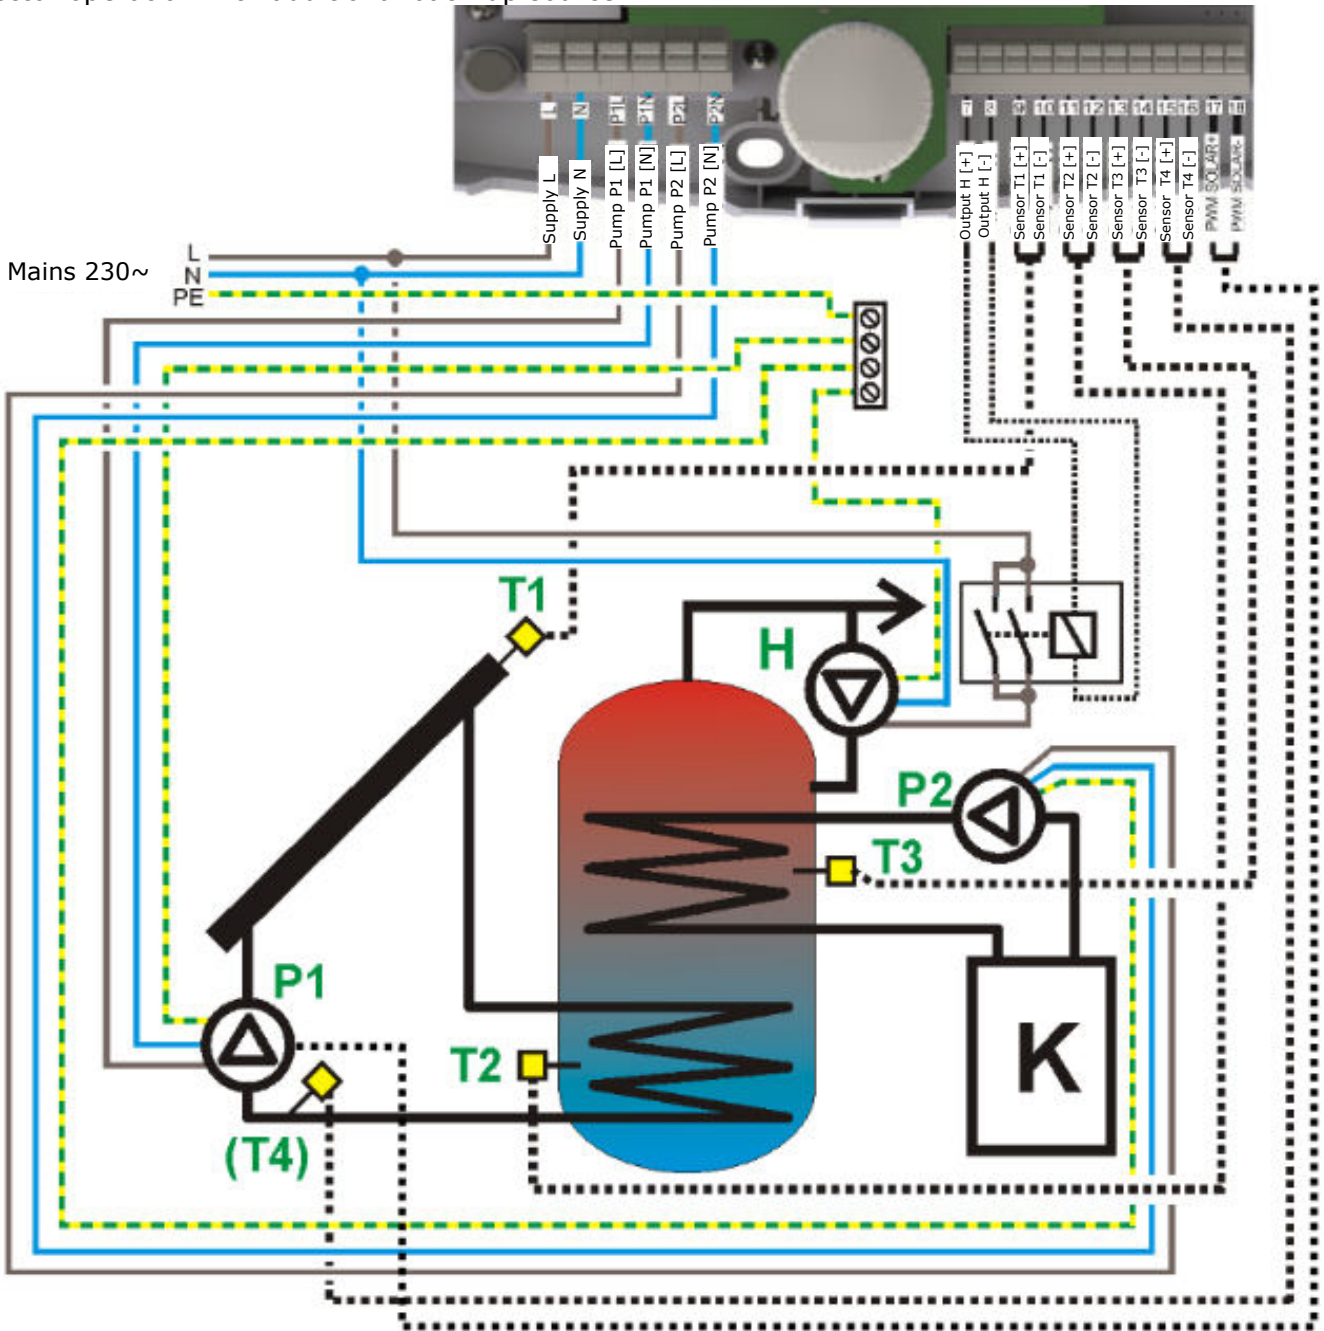 L
N
P1L
P1N
P2L
P2N
7
8
9
10
11
12
13
14
15
16
17
18
Supply L
Supply N
Pump P1 [L]
Pump P1 [N]
Pump P2 [L]
Pump P2 [N]
Output H [+]
Output H [-]
Sensor T1 [+]
Sensor T1 [-]
Sensor T2 [+]
Sensor T2 [-]
Sensor T3 [+]
Sensor T3 [-]
Sensor T4 [+]
Sensor T4 [-]
PWM SOLAR+
PWM SOLAR-
L
Mains 230~
N
PE
T1
H
P2
T3
P1
K
T2
(T4)